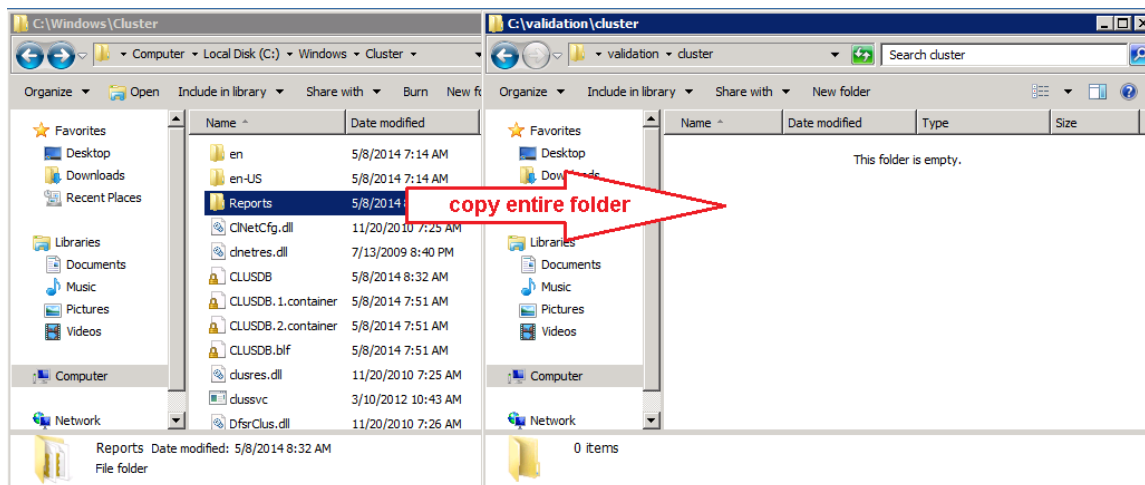 C:\Windows\Cluster
Computer Local Disk (C:) Windows Cluster
Organize Open Include in library Share with Burn New
Favorites
Desktop
Downloads
Recent Places
Libraries
Documents
Music
Pictures
Videos
Computer
Network
Name Date modified
en 5/8/2014 7:14 AM
en-US 5/8/2014 7:14 AM
Reports 5/8/2014
ClNetCfg.dll 11/20/2010 7:25 AM
clnetres.dll 7/13/2009 8:40 PM
CLUSDB 5/8/2014 8:32 AM
CLUSDB.1.container 5/8/2014 7:51 AM
CLUSDB.2.container 5/8/2014 7:51 AM
CLUSDB.blf 5/8/2014 7:51 AM
clusres.dll 11/20/2010 7:25 AM
clussvc 3/10/2012 10:43 AM
DfsrClus.dll 11/20/2010 7:26 AM
Reports Date modified: 5/8/2014 8:32 AM
File folder
copy entire folder
C:\validation\cluster
validation cluster
Search cluster
Organize Include in library Share with New folder
Favorites
Desktop
Downloads
Libraries
Documents
Music
Pictures
Videos
Computer
Network
Name Date modified Type Size
This folder is empty.
0 items